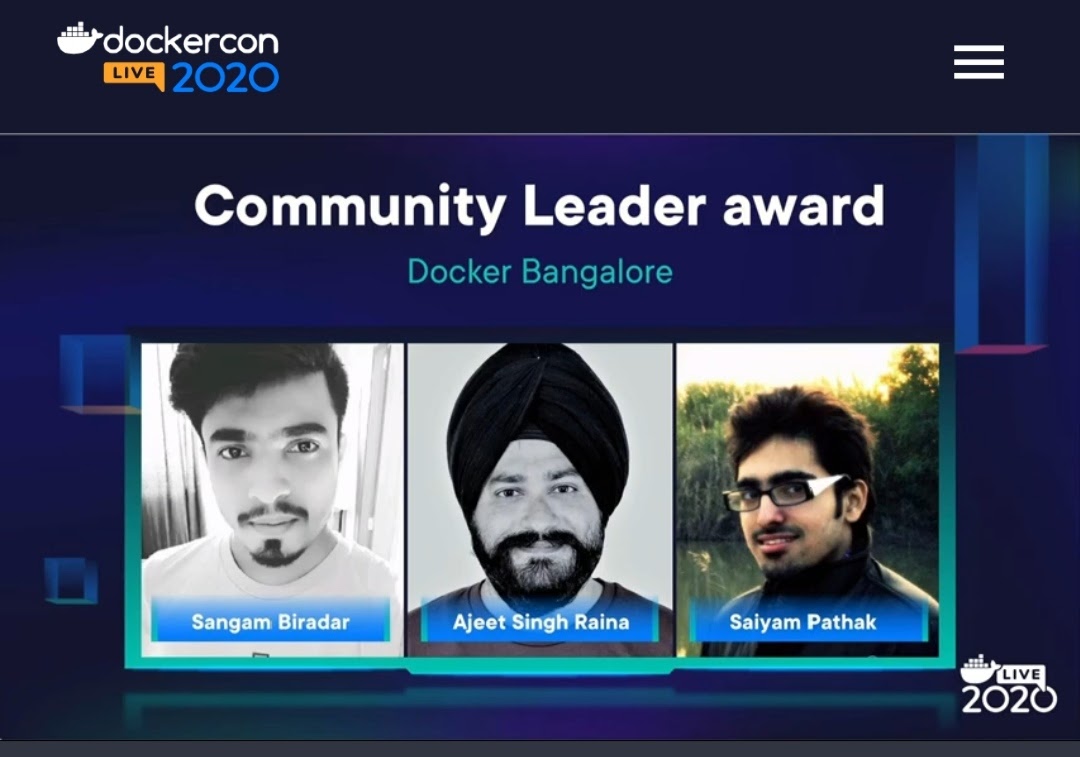 dockercon
LIVE 2020
Community Leader award
Docker Bangalore
Sangam Biradar
Ajeet Singh Raina
Saiyam Pathak
LIVE
2020